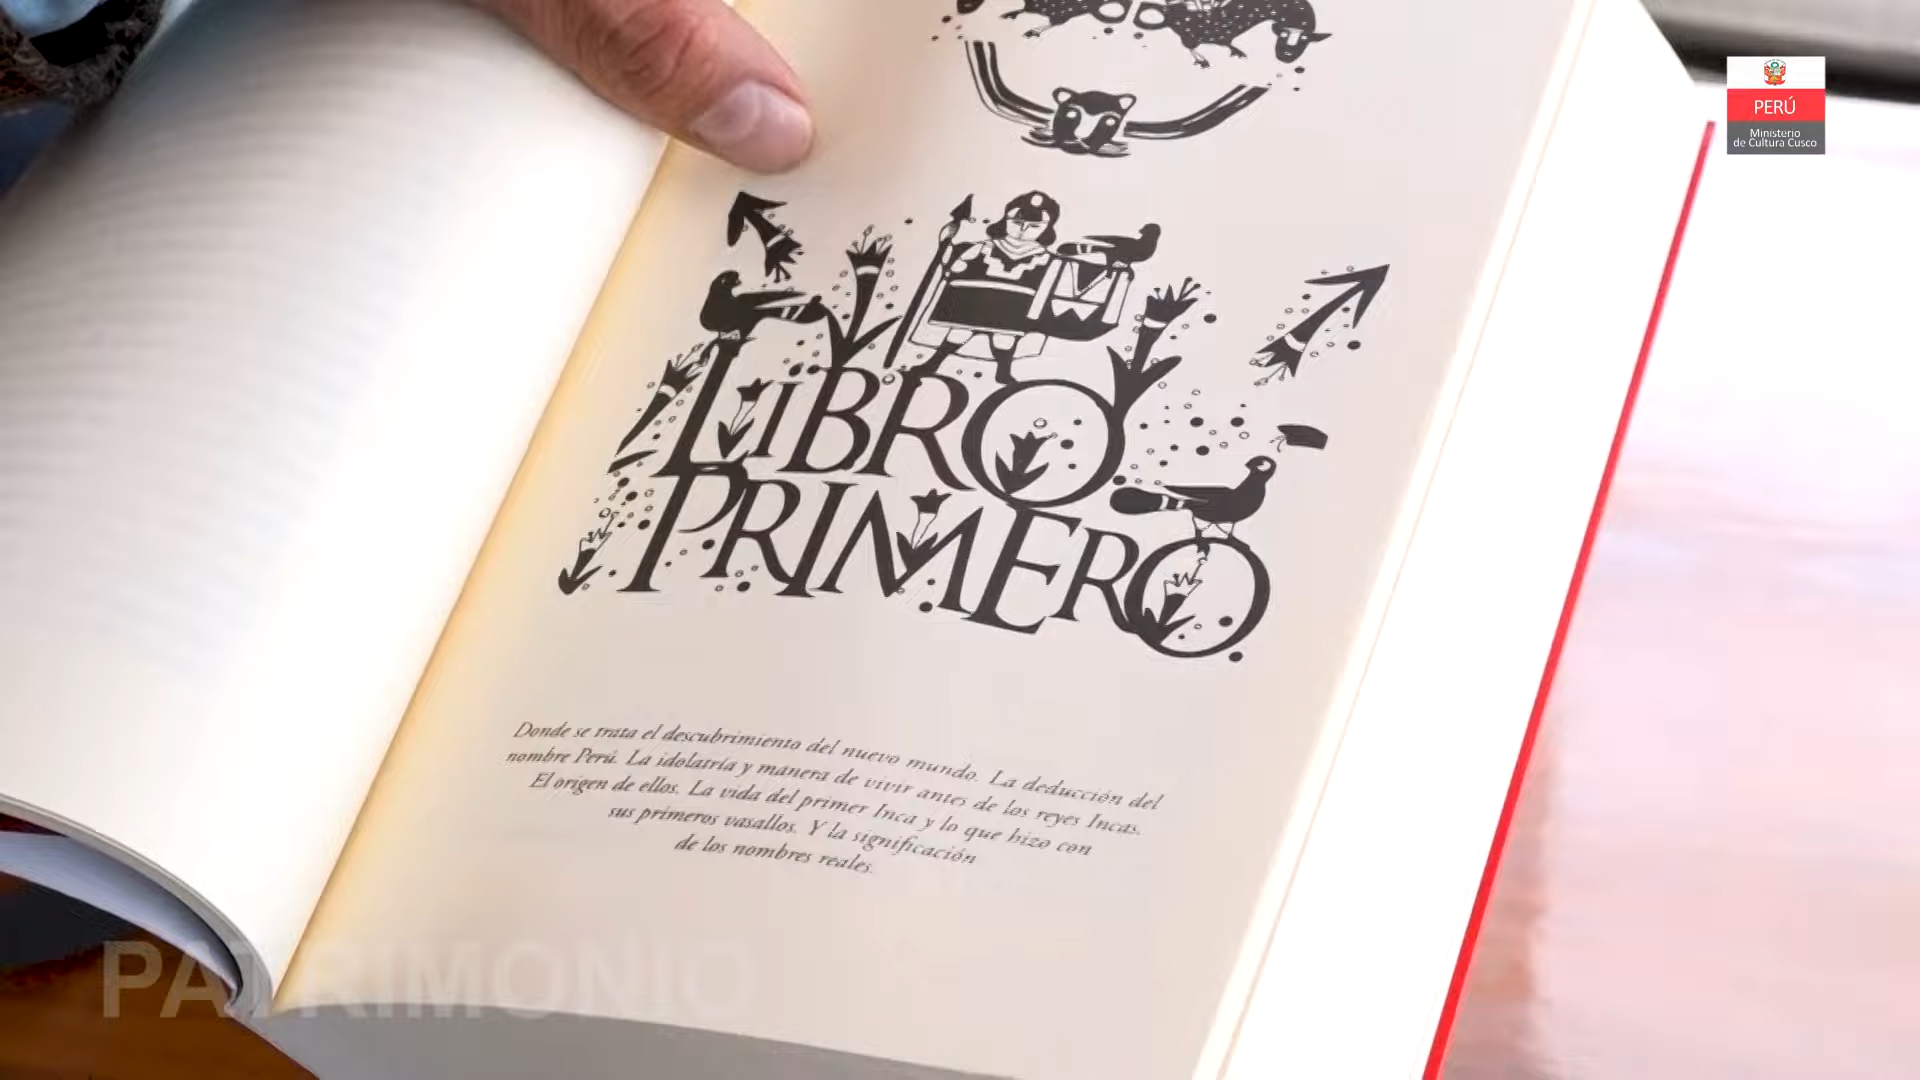 PERÚ
Ministerio
de Cultura Cusco
LIBRO
PRIMERO
Donde se trata el descubrimiento del nuevo mundo. La deducción del
nombre Perú. La idolatría y manera de vivir antes de los reyes Incas.
El origen de ellos. La vida del primer Inca y lo que hizo con
sus primeros vasallos. Y la significación
de los nombres reales.
PATRIMONIO